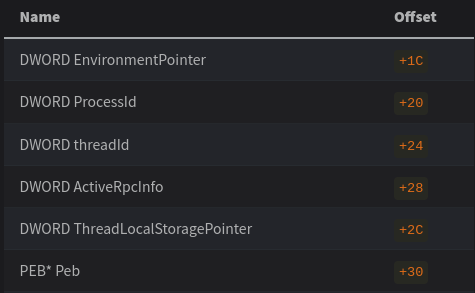 Name Offset
DWORD EnvironmentPointer +1C
DWORD ProcessId +20
DWORD threadId +24
DWORD ActiveRpcInfo +28
DWORD ThreadLocalStoragePointer +2C
PEB* Peb +30